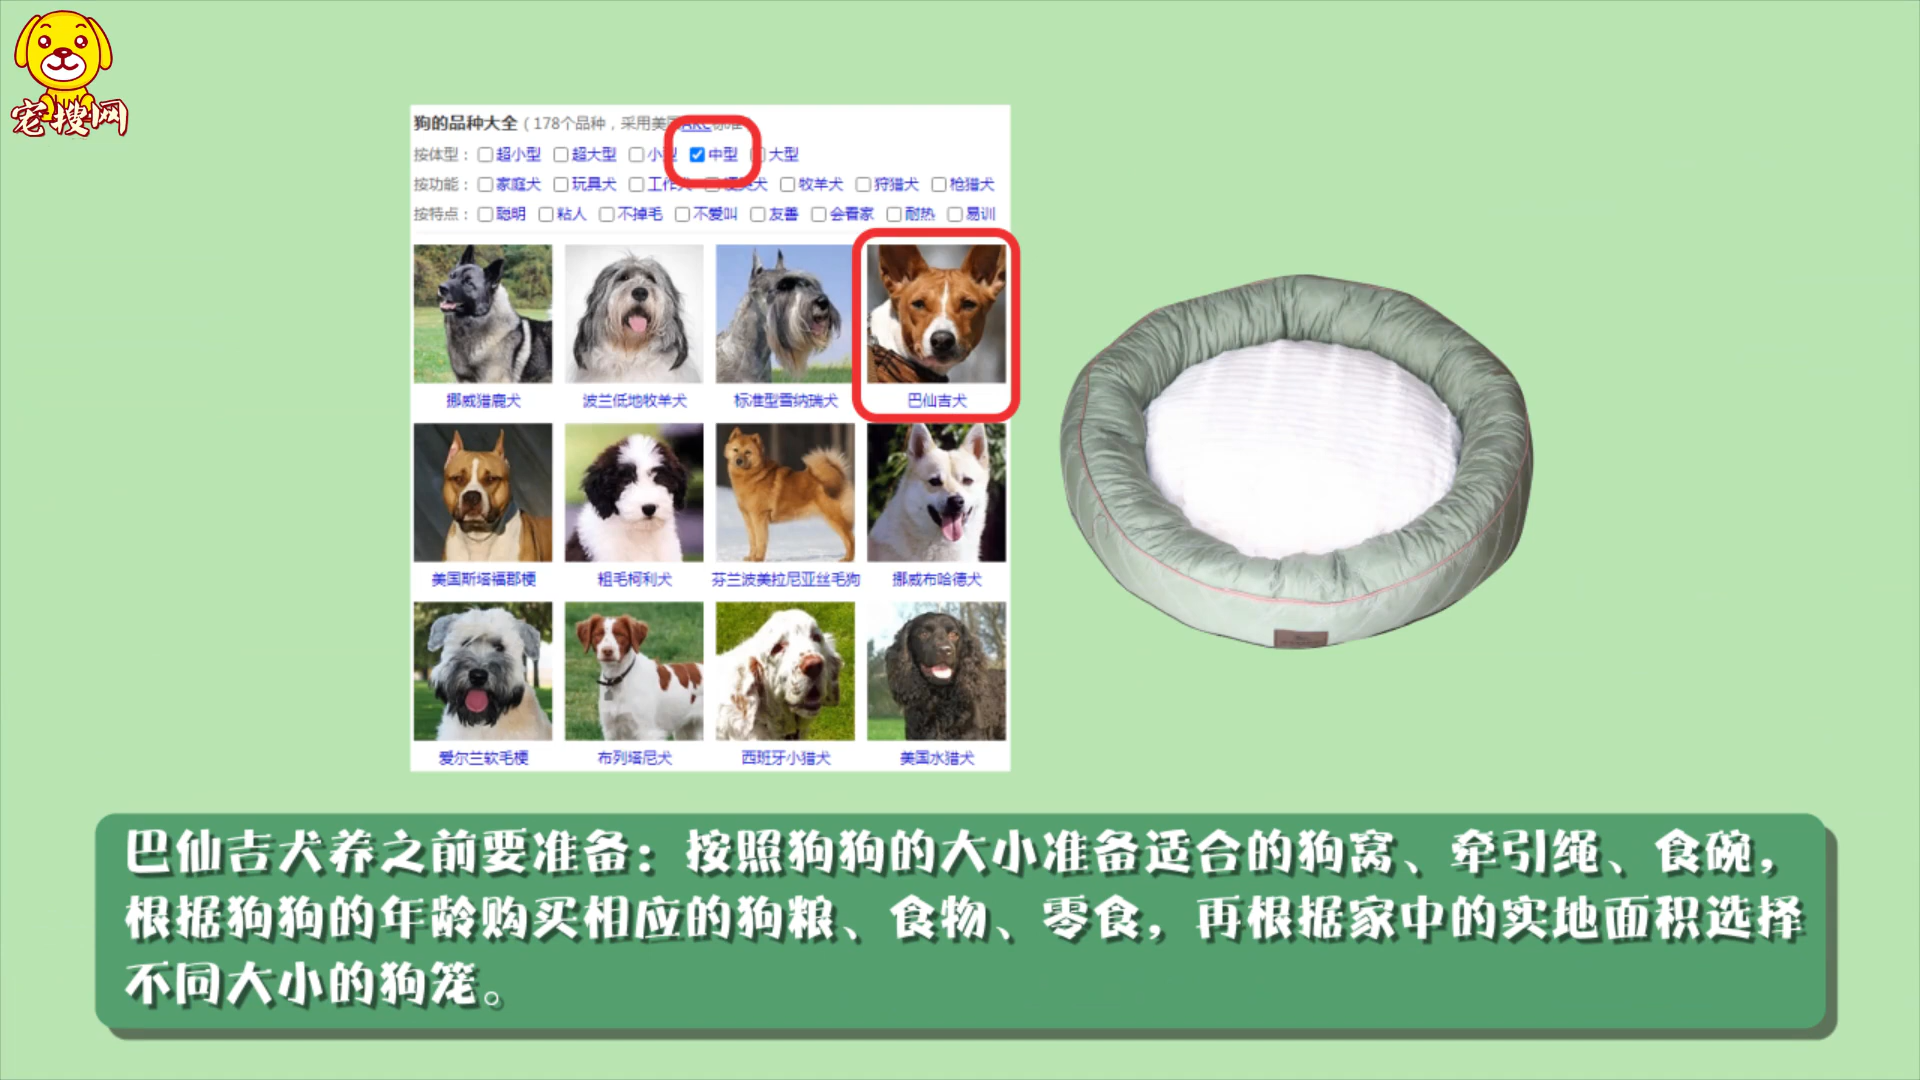 宠搜网
狗的品种大全（178个品种，采用美国AKC标准
按体型： 超小型 超大型 小型 中型 大型
按功能： 家庭犬 玩具犬 工作犬 梗类犬 牧羊犬 狩猎犬 枪猎犬
按特点： 聪明 粘人 不掉毛 不爱叫 友善 会看家 耐热 易训
挪威猎鹿犬 波兰低地牧羊犬 标准型雪纳瑞犬 巴仙吉犬
美国斯塔福郡梗 粗毛柯利犬 芬兰波美拉尼亚丝毛狗 挪威布哈德犬
爱尔兰软毛梗 布列塔尼犬 西班牙小猎犬 美国水猎犬
巴仙吉犬养之前要准备：按照狗狗的大小准备适合的狗窝、牵引绳、食碗，
根据狗狗的年龄购买相应的狗粮、食物、零食，再根据家中的实地面积选择
不同大小的狗笼。